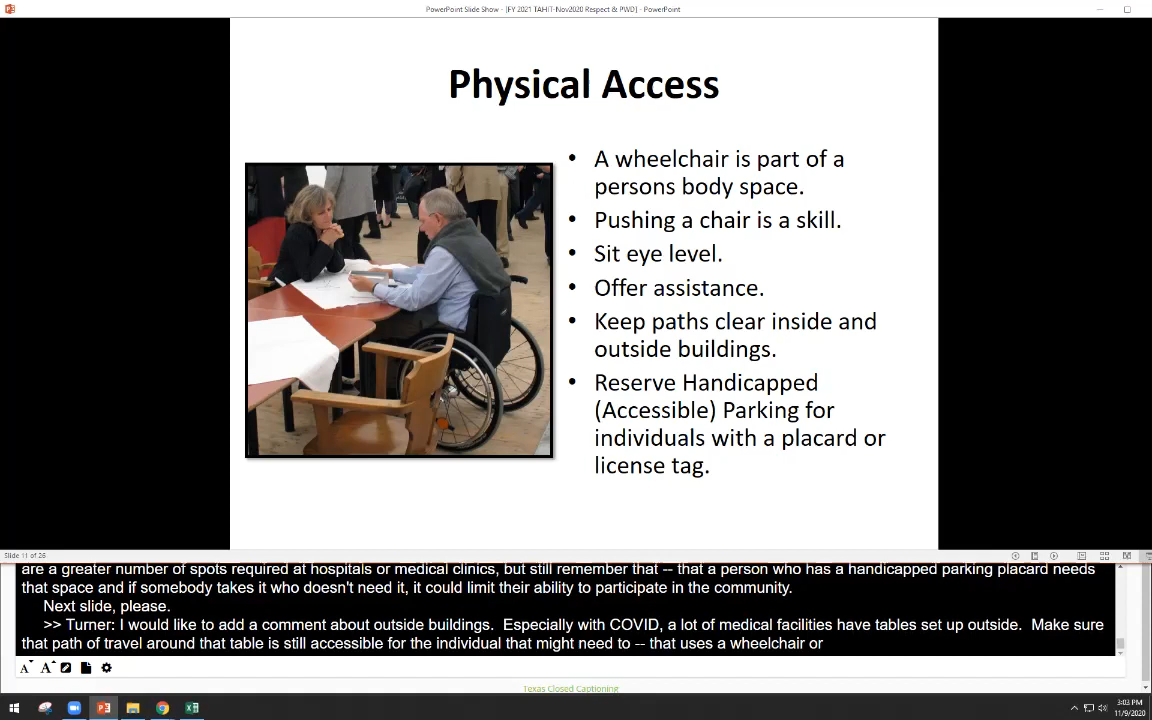 PowerPoint Slide Show - [FY 2021 TAHIT-Nov2020 Respect & PWD] - PowerPoint
Physical Access
• A wheelchair is part of a
persons body space.
• Pushing a chair is a skill.
• Sit eye level.
• Offer assistance.
• Keep paths clear inside and
outside buildings.
• Reserve Handicapped
(Accessible) Parking for
individuals with a placard or
license tag.
Slide 11 of 26
are a greater number of spots required at hospitals or medical clinics, but still remember that -- that a person who has a handicapped parking placard needs
that space and if somebody takes it who doesn't need it, it could limit their ability to participate in the community.
Next slide, please.
>> Turner: I would like to add a comment about outside buildings.  Especially with COVID, a lot of medical facilities have tables set up outside.  Make sure
that path of travel around that table is still accessible for the individual that might need to -- that uses a wheelchair or
A A
Texas Closed Captioning
3:03 PM
11/9/2020